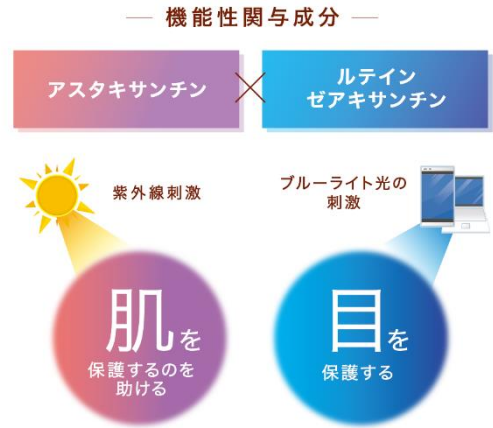 機能性関与成分
アスタキサンチン
×
ルテイン
ゼアキサンチン
紫外線刺激
ブルーライト光の
刺激
肌を
保護するのを
助ける
目を
保護する